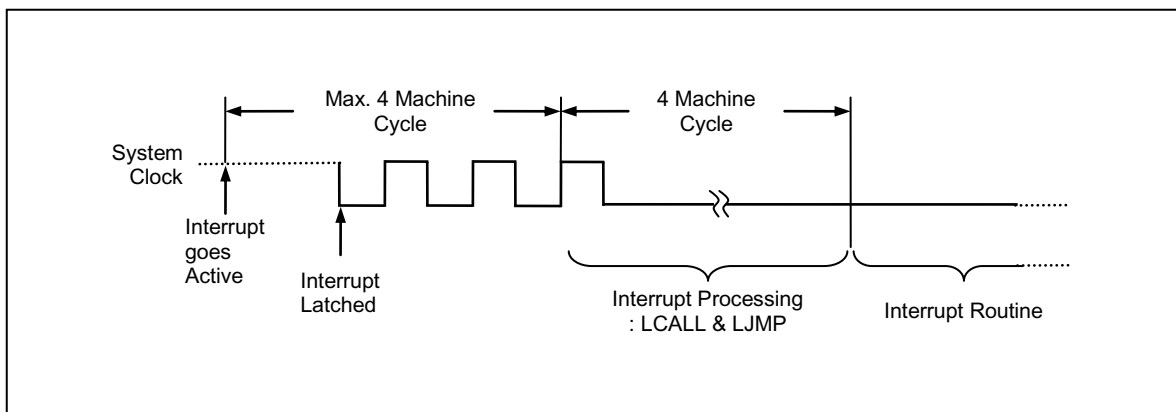 Max. 4 Machine
Cycle
4 Machine
Cycle
System
Clock
Interrupt
goes
Active
Interrupt
Latched
Interrupt Processing
: LCALL & LJMP
Interrupt Routine